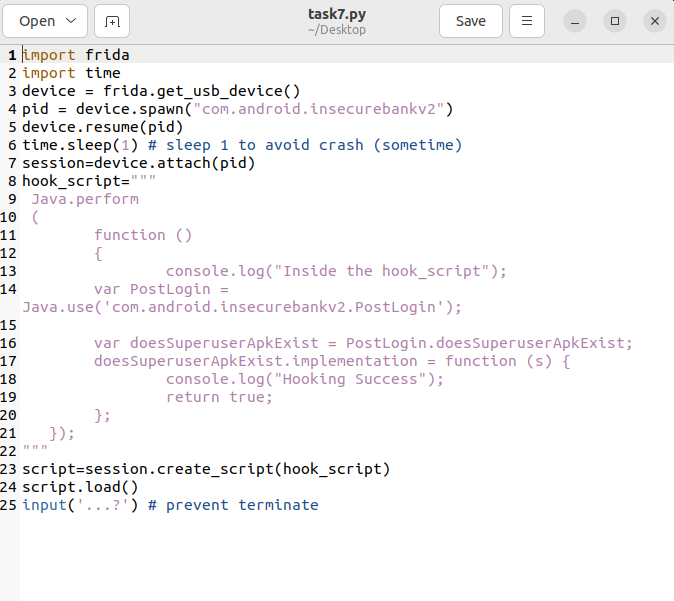 Open
task7.py
~/Desktop
Save
1 import frida
2 import time
3 device = frida.get_usb_device()
4 pid = device.spawn("com.android.insecurebankv2")
5 device.resume(pid)
6 time.sleep(1) # sleep 1 to avoid crash (sometime)
7 session=device.attach(pid)
8 hook_script="""
9  Java.perform
10  (
11         function ()
12         {
13                 console.log("Inside the hook_script");
14         var PostLogin =
Java.use('com.android.insecurebankv2.PostLogin');
15
16         var doesSuperuserApkExist = PostLogin.doesSuperuserApkExist;
17         doesSuperuserApkExist.implementation = function (s) {
18                 console.log("Hooking Success");
19                 return true;
20         };
21    });
22 """
23 script=session.create_script(hook_script)
24 script.load()
25 input('...?') # prevent terminate